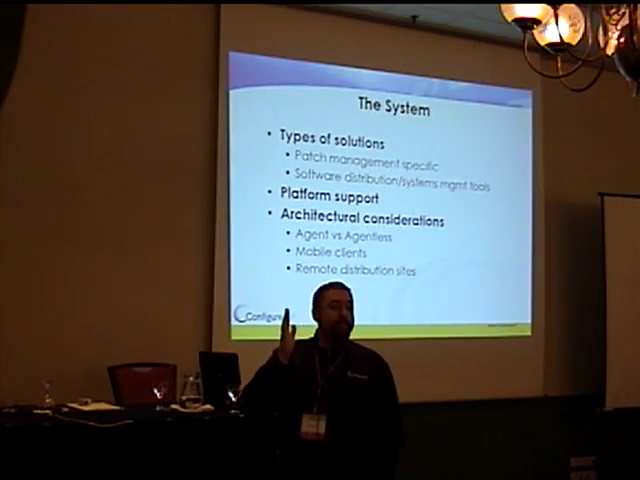 The System
• Types of solutions
• Patch management specific
• Software distribution/systems mgmt tools
• Platform support
• Architectural considerations
• Agent vs Agentless
• Mobile clients
• Remote distribution sites
Configure